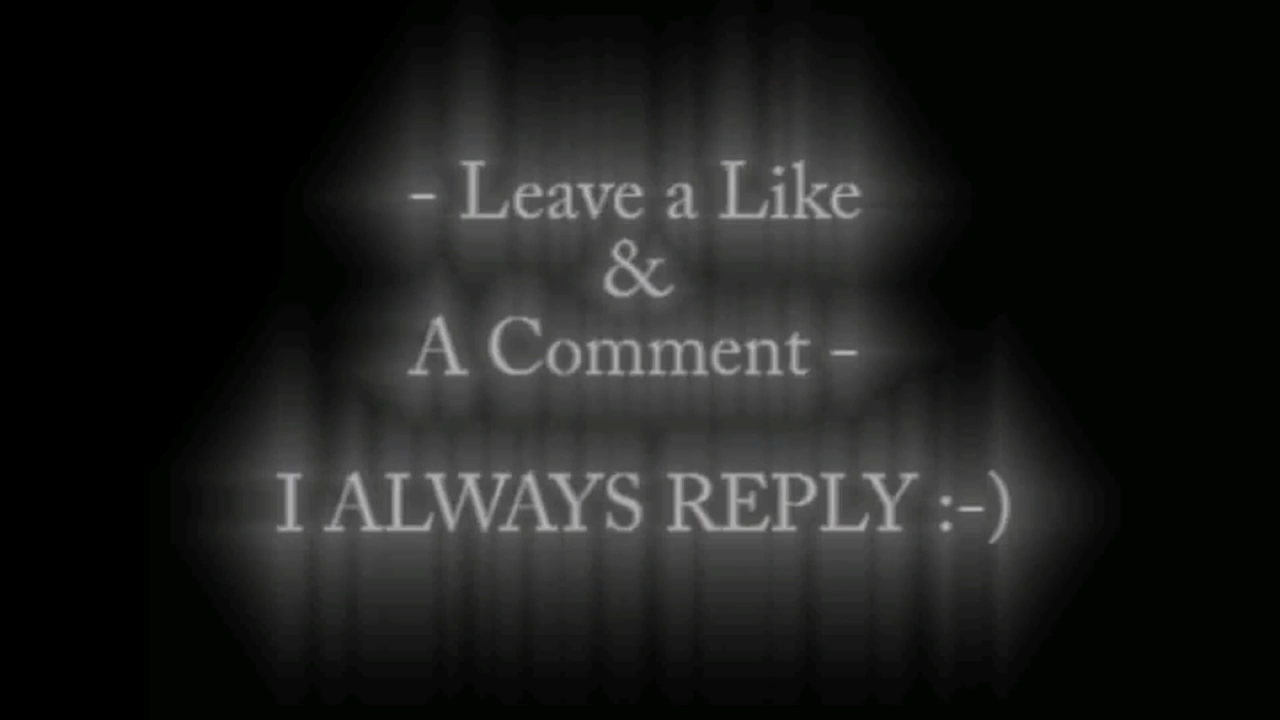 - Leave a Like
&
A Comment -
I ALWAYS REPLY :-)